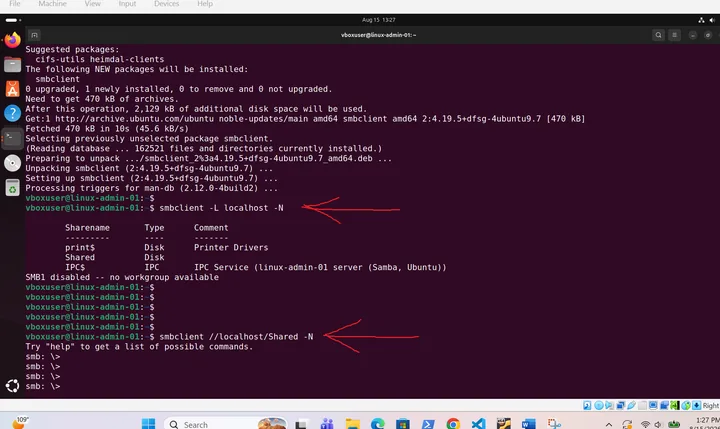 File Machine View Input Devices Help
Aug 15 13:27
vboxuser@linux-admin-01: ~
Suggested packages:
  cifs-utils heimdal-clients
The following NEW packages will be installed:
  smbclient
0 upgraded, 1 newly installed, 0 to remove and 0 not upgraded.
Need to get 470 kB of archives.
After this operation, 2,129 kB of additional disk space will be used.
Get:1 http://archive.ubuntu.com/ubuntu noble-updates/main amd64 smbclient amd64 2:4.19.5+dfsg-4ubuntu9.7 [470 kB]
Fetched 470 kB in 10s (45.6 kB/s)
Selecting previously unselected package smbclient.
(Reading database ... 162521 files and directories currently installed.)
Preparing to unpack .../smbclient_2%3a4.19.5+dfsg-4ubuntu9.7_amd64.deb ...
Unpacking smbclient (2:4.19.5+dfsg-4ubuntu9.7) ...
Setting up smbclient (2:4.19.5+dfsg-4ubuntu9.7) ...
Processing triggers for man-db (2.12.0-4build2) ...
vboxuser@linux-admin-01: $
vboxuser@linux-admin-01: $ smbclient -L localhost -N
Sharename Type Comment
--------- ---- -------
print$ Disk Printer Drivers
Shared Disk
IPC$ IPC IPC Service (linux-admin-01 server (Samba, Ubuntu))
SMB1 disabled -- no workgroup available
vboxuser@linux-admin-01: $
vboxuser@linux-admin-01: $
vboxuser@linux-admin-01: $
vboxuser@linux-admin-01: $
vboxuser@linux-admin-01: $
vboxuser@linux-admin-01: $ smbclient //localhost/Shared -N
Try "help" to get a list of possible commands.
smb: \>
smb: \>
smb: \>
smb: \>
Right
109°
Search
1:27 PM